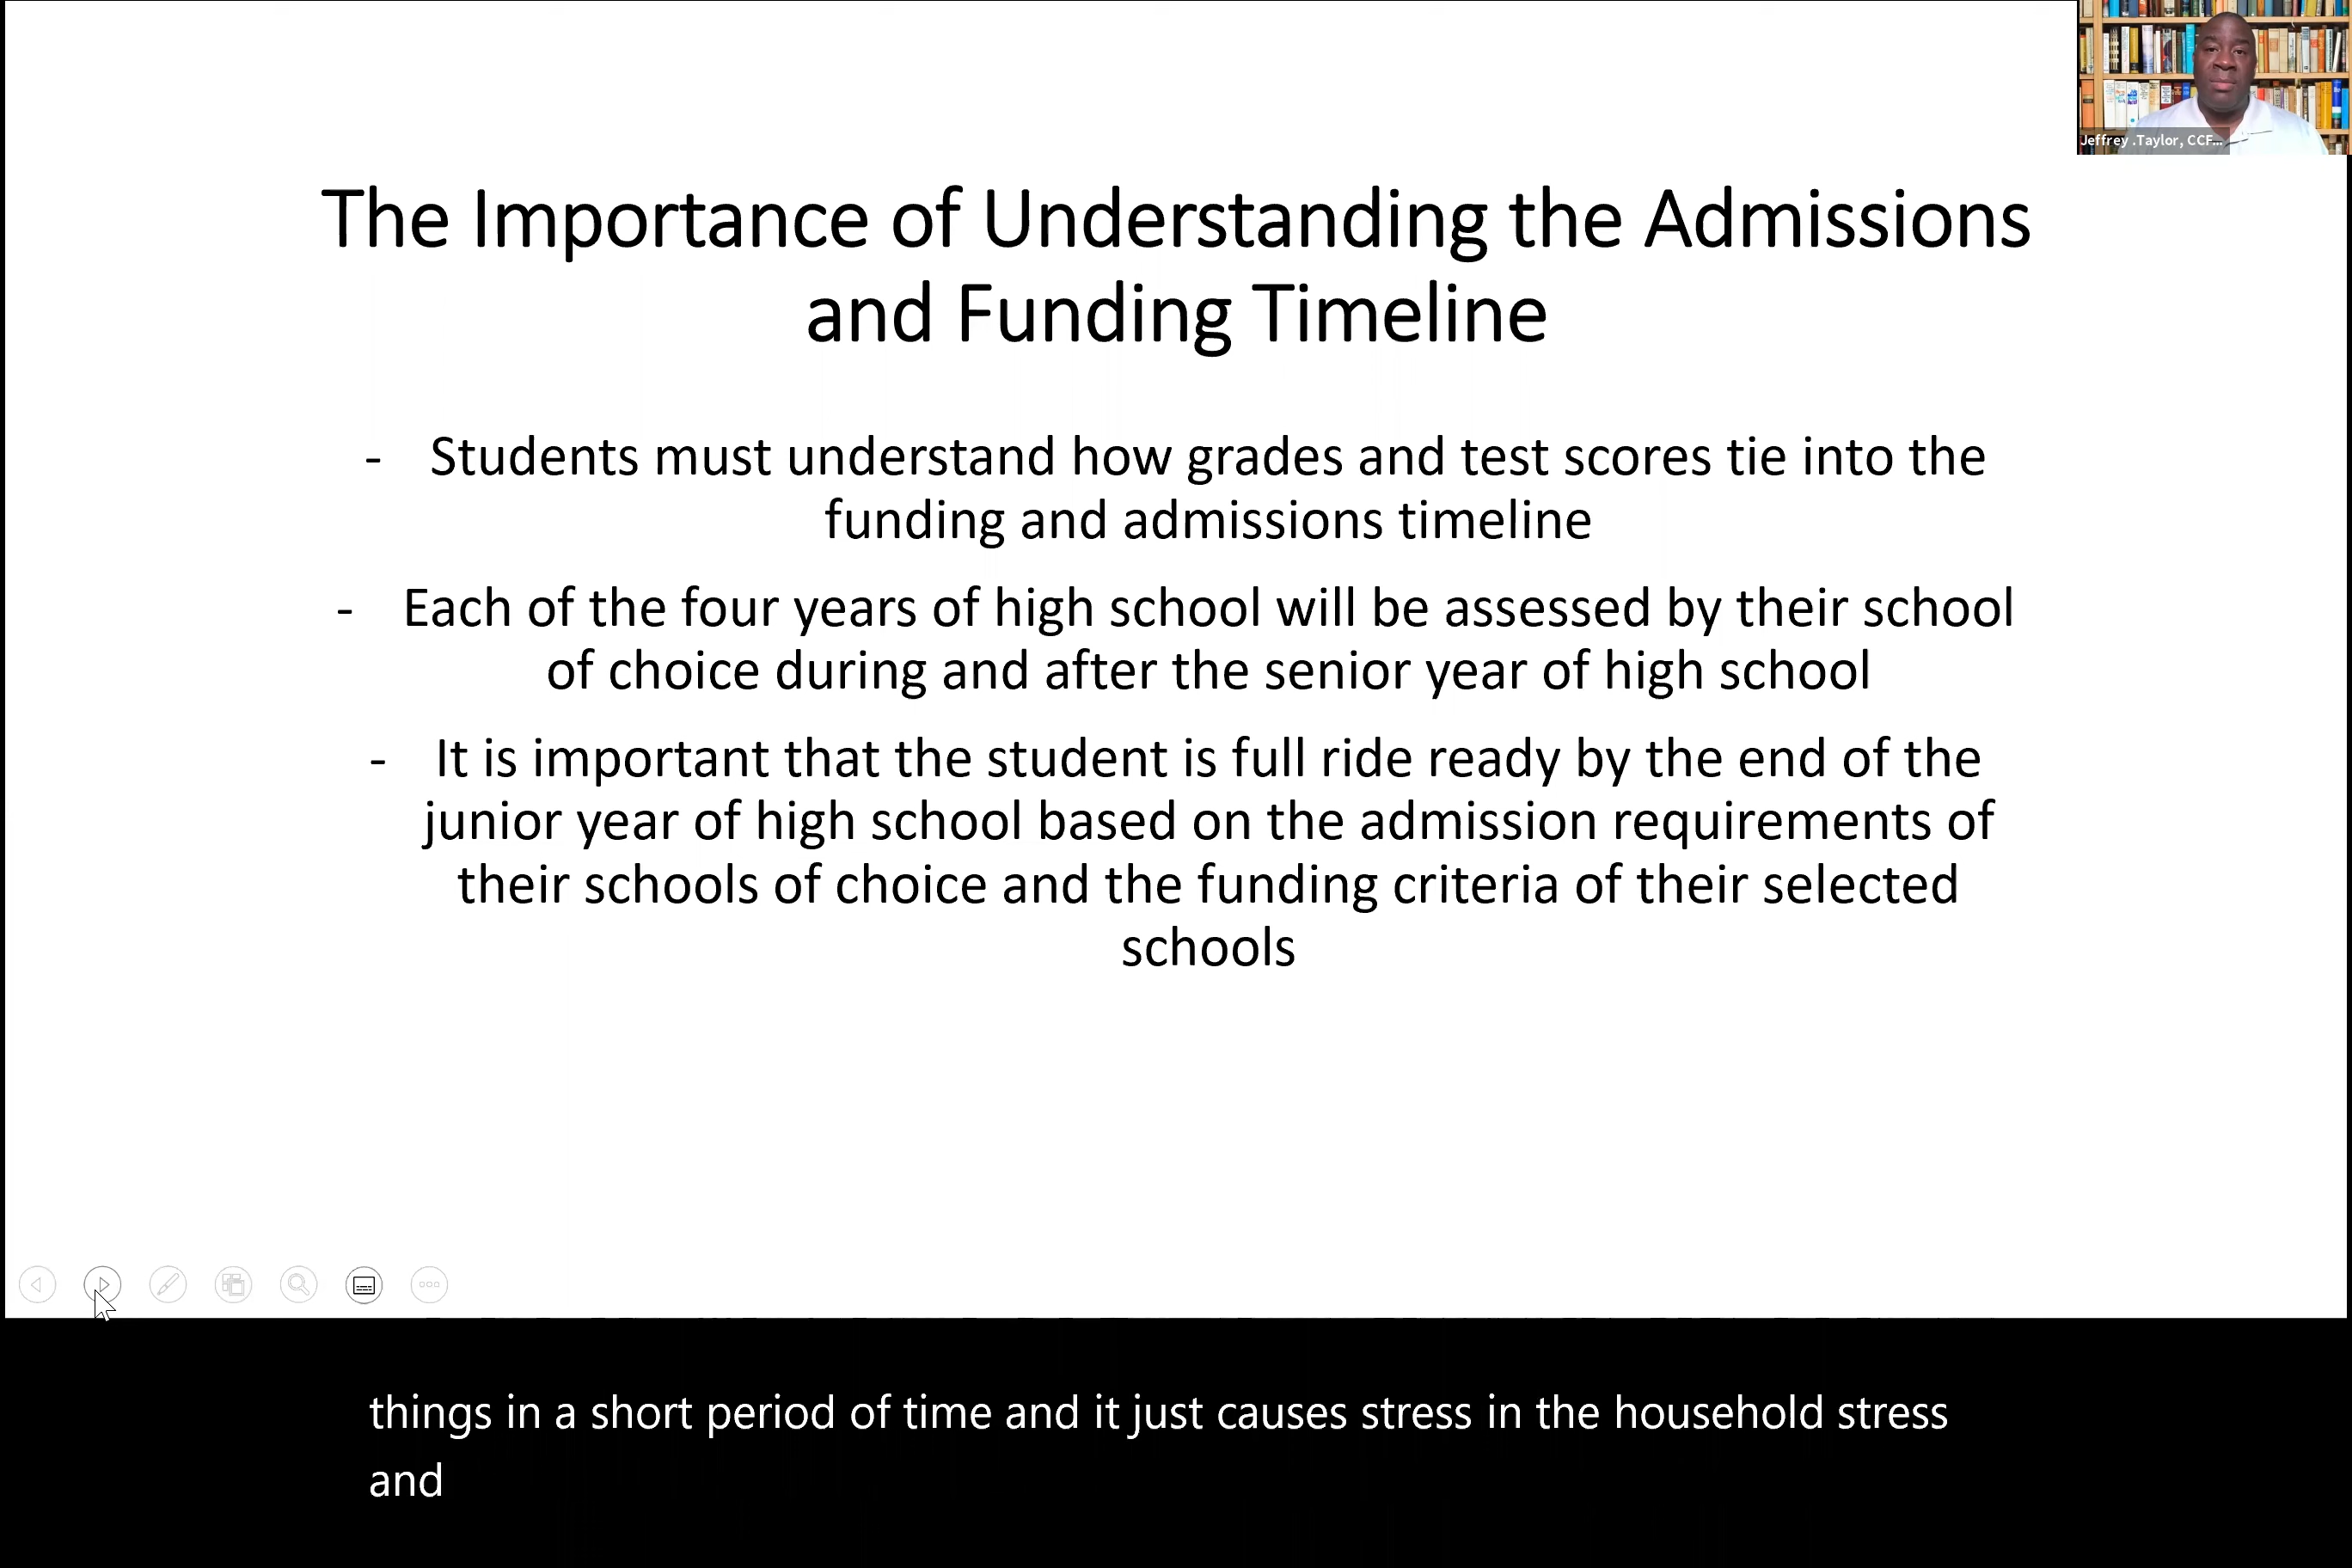 Jeffrey .Taylor, CCF...
The Importance of Understanding the Admissions
and Funding Timeline
- Students must understand how grades and test scores tie into the
funding and admissions timeline
- Each of the four years of high school will be assessed by their school
of choice during and after the senior year of high school
- It is important that the student is full ride ready by the end of the
junior year of high school based on the admission requirements of
their schools of choice and the funding criteria of their selected
schools
things in a short period of time and it just causes stress in the household stress
and